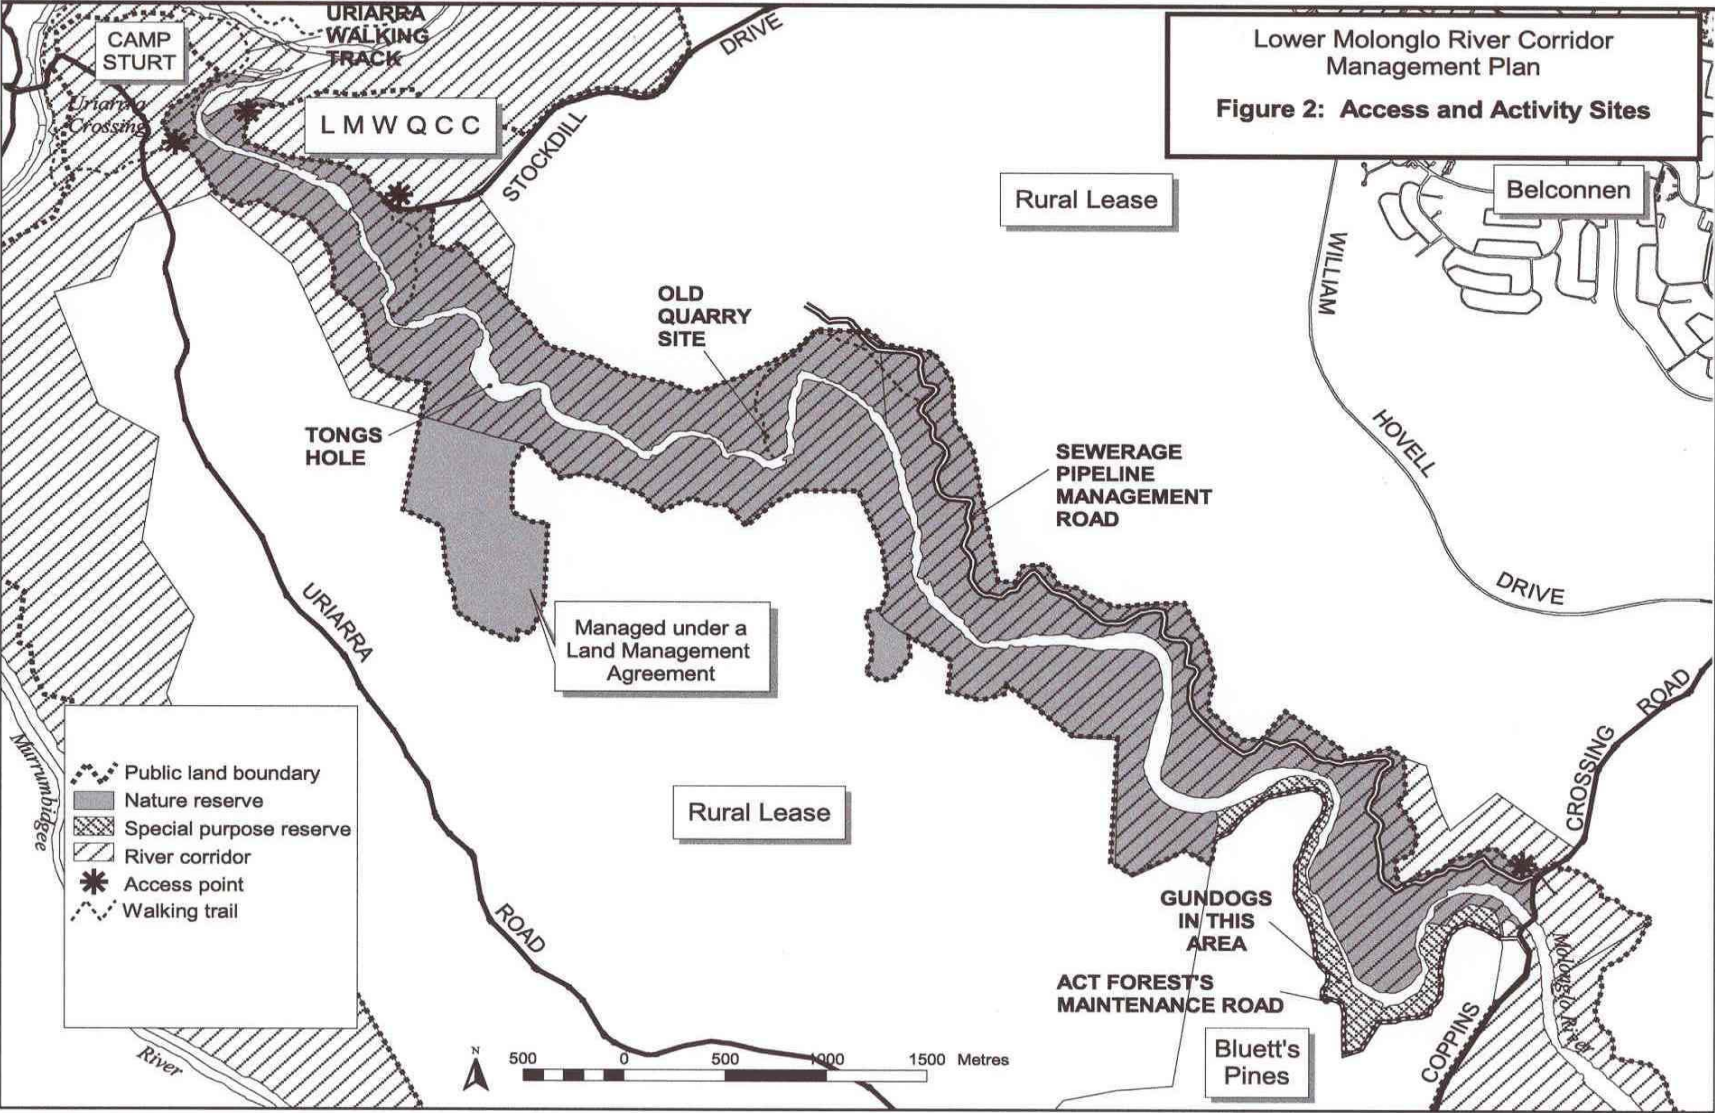 URIARRA
WALKING
TRACK
CAMP
STURT
Uriarra
Crossing
LMWQCC
STOCKDILL
DRIVE
Lower Molonglo River Corridor
Management Plan
Figure 2: Access and Activity Sites
Rural Lease
Belconnen
WILLIAM
HOVELL
DRIVE
OLD
QUARRY
SITE
TONGS
HOLE
SEWERAGE
PIPELINE
MANAGEMENT
ROAD
Managed under a
Land Management
Agreement
URIARRA
ROAD
Murrumbidgee
River
Public land boundary
Nature reserve
Special purpose reserve
River corridor
Access point
Walking trail
Rural Lease
CROSSING
ROAD
GUNDOGS
IN THIS
AREA
ACT FOREST'S
MAINTENANCE ROAD
Bluett's
Pines
COPPINS
Molonglo River
N
500 0 500 1000 1500 Metres